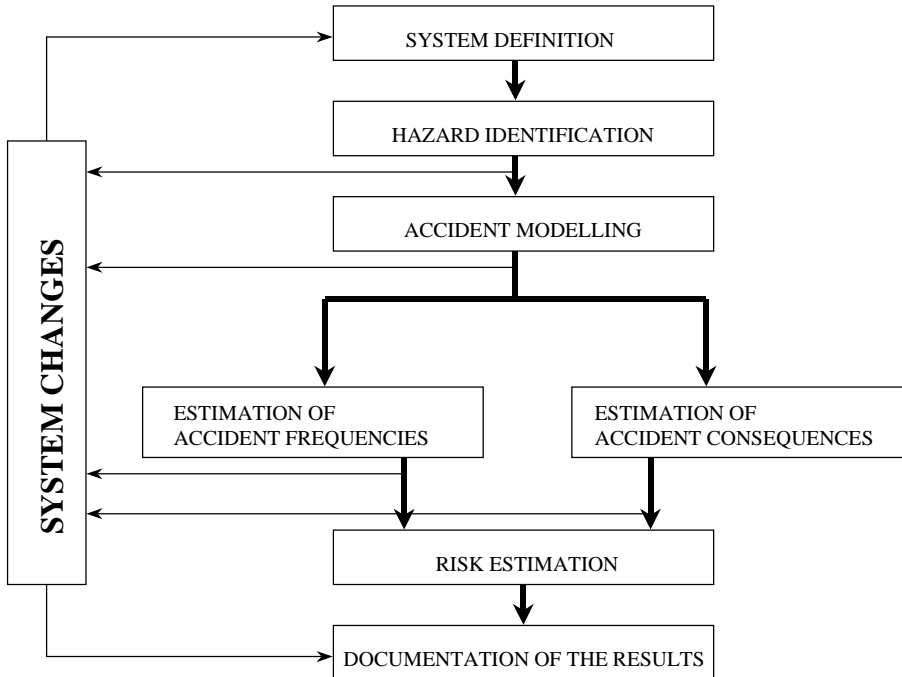 SYSTEM DEFINITION
HAZARD IDENTIFICATION
ACCIDENT MODELLING
SYSTEM CHANGES
ESTIMATION OF
ACCIDENT FREQUENCIES
ESTIMATION OF
ACCIDENT CONSEQUENCES
RISK ESTIMATION
DOCUMENTATION OF THE RESULTS